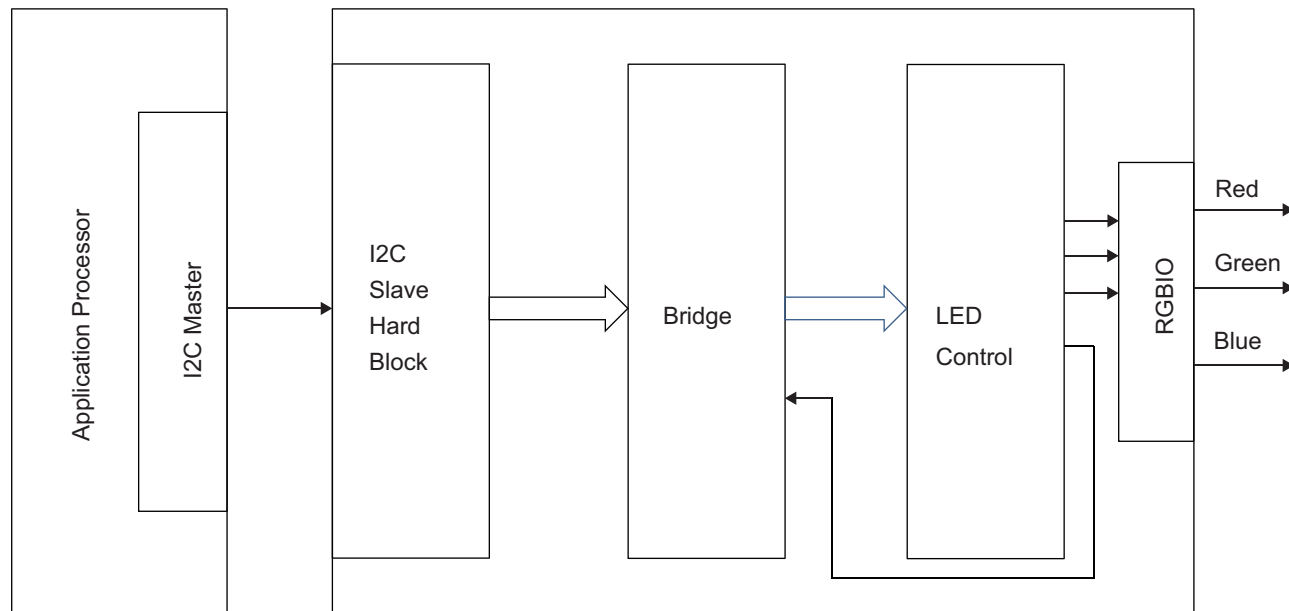 Application Processor
I2C Master
I2C
Slave
Hard
Block
Bridge
LED
Control
RGBIO
Red
Green
Blue